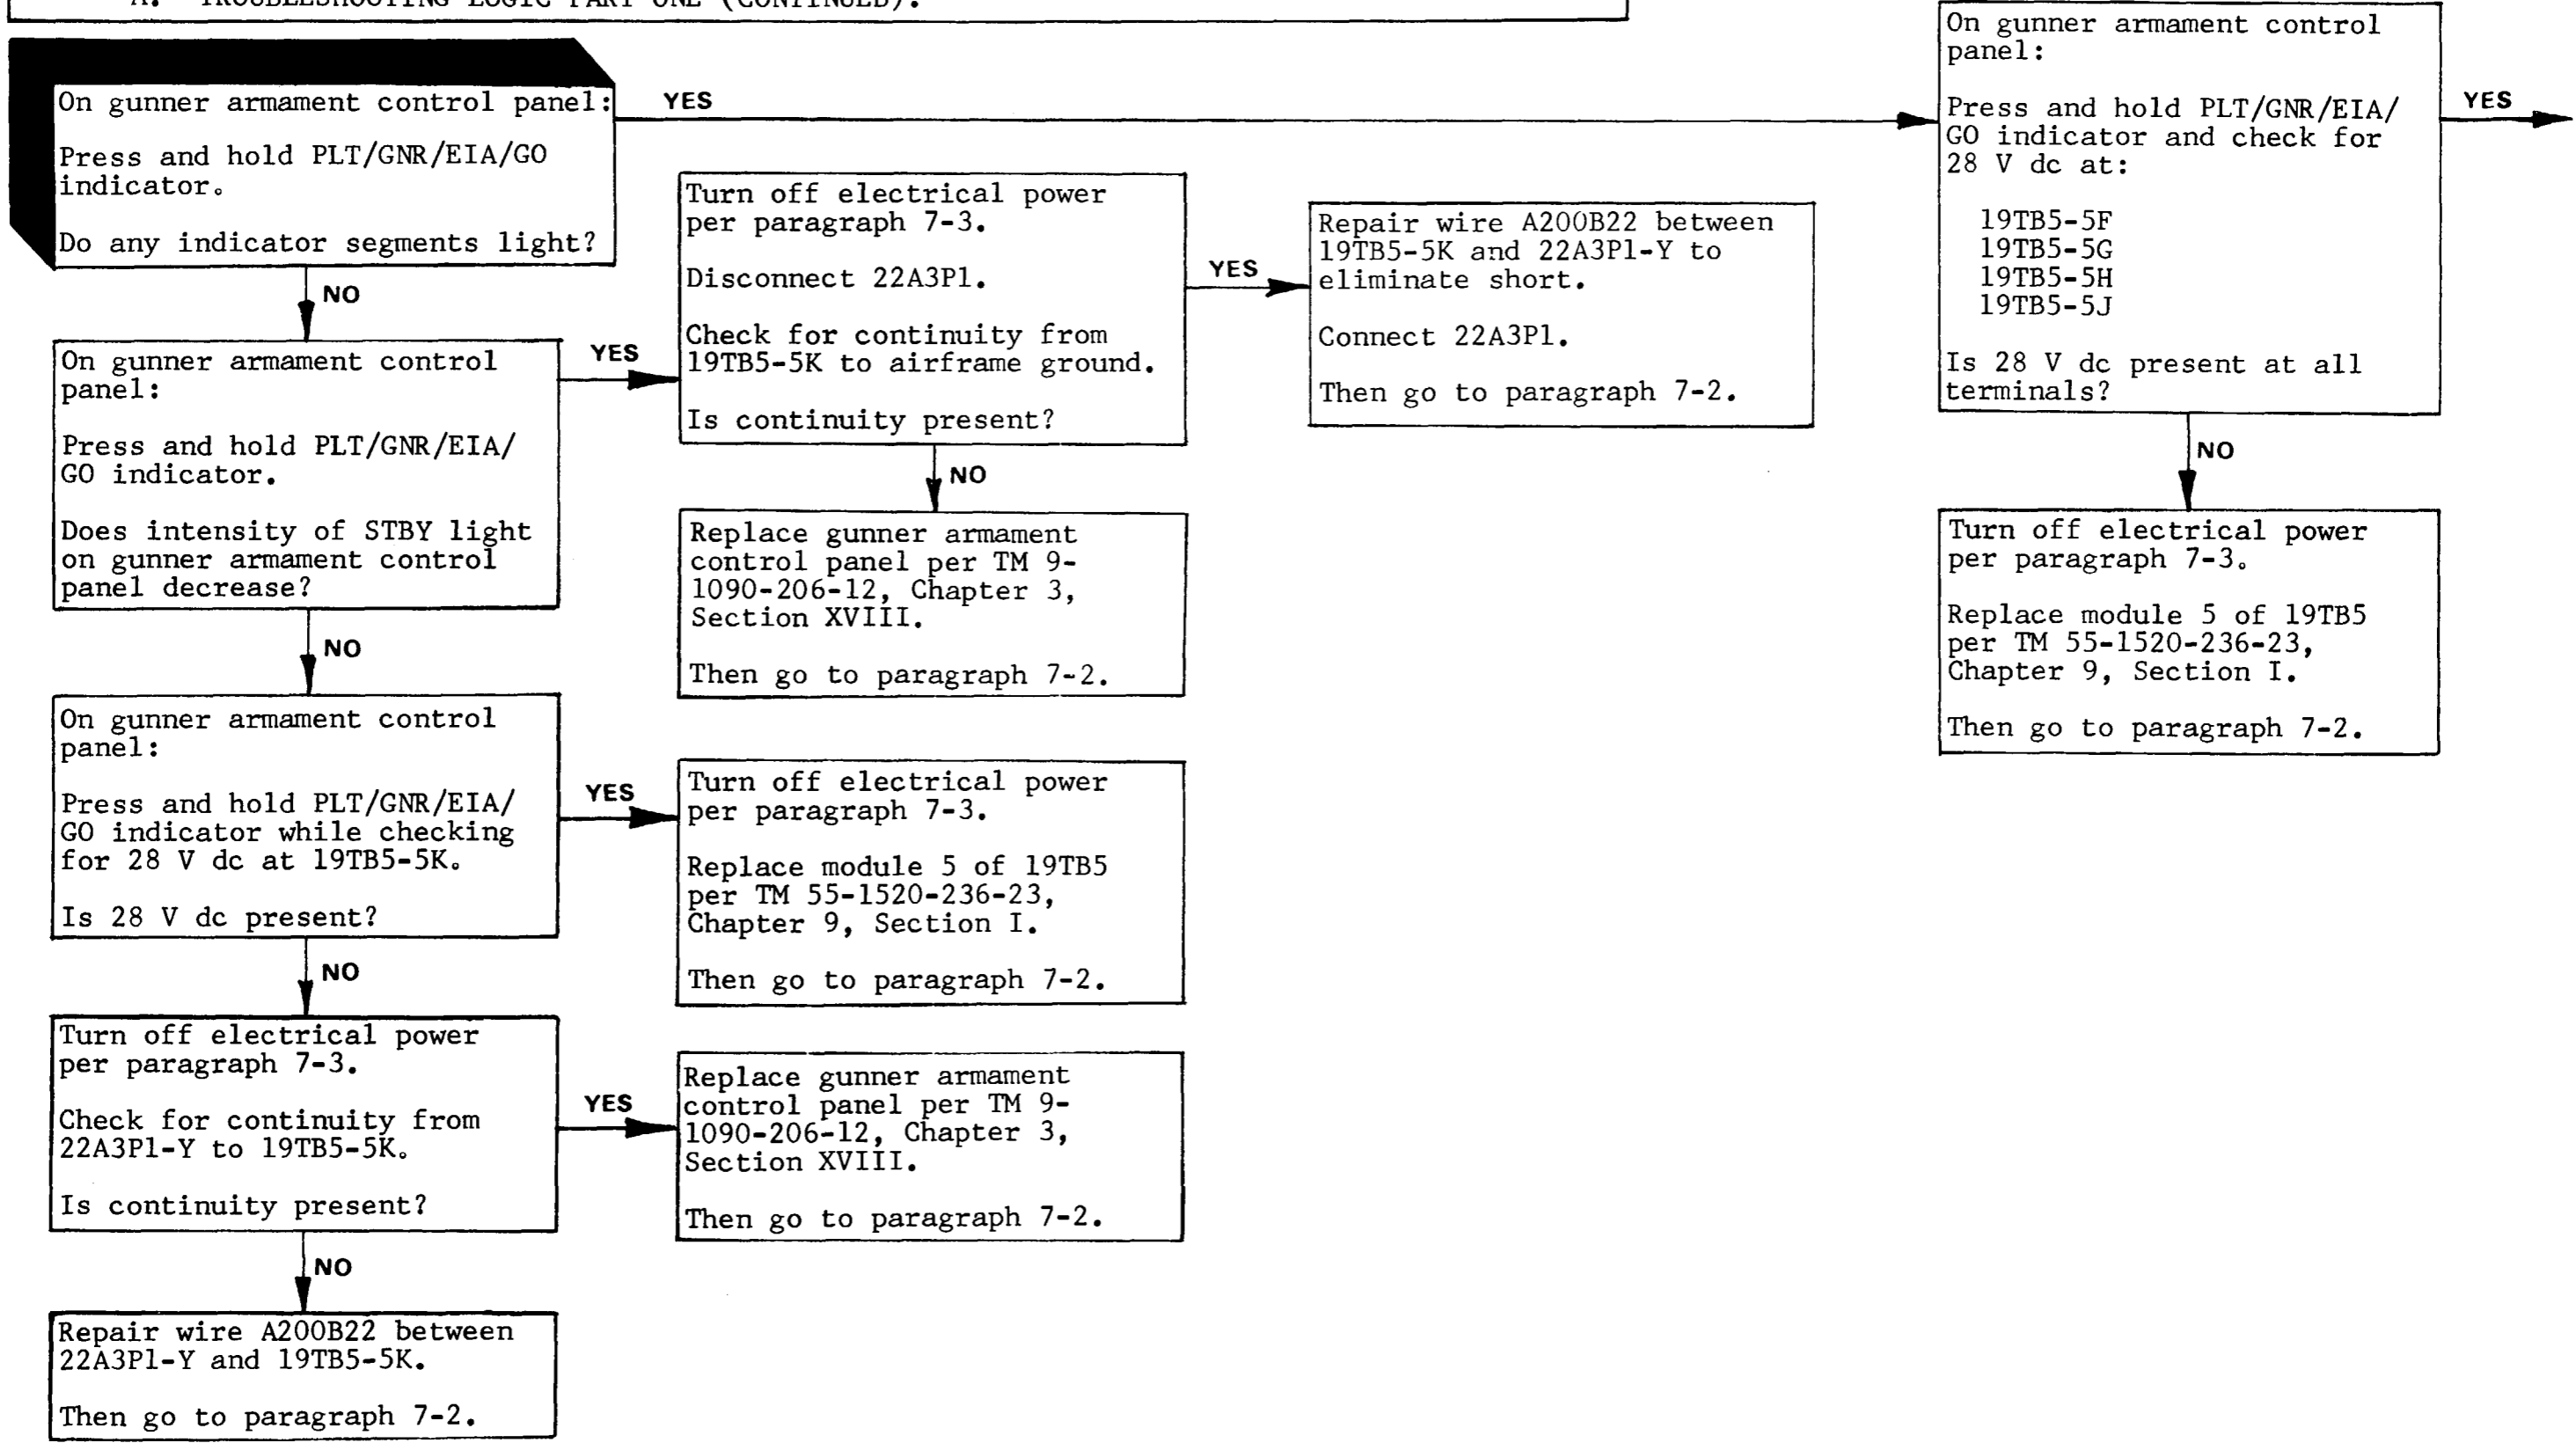 A. TROUBLESHOOTING LOGIC PART ONE (CONTINUED).
On gunner armament control panel:
Press and hold PLT/GNR/EIA/GO
indicator.
Do any indicator segments light?
YES
NO
On gunner armament control
panel:
Press and hold PLT/GNR/EIA/
GO indicator.
Does intensity of STBY light
on gunner armament control
panel decrease?
YES
NO
On gunner armament control
panel:
Press and hold PLT/GNR/EIA/
GO indicator while checking
for 28 V dc at 19TB5-5K.
Is 28 V dc present?
YES
NO
Turn off electrical power
per paragraph 7-3.
Check for continuity from
22A3P1-Y to 19TB5-5K.
Is continuity present?
YES
NO
Repair wire A200B22 between
22A3P1-Y and 19TB5-5K.
Then go to paragraph 7-2.
Turn off electrical power
per paragraph 7-3.
Disconnect 22A3P1.
Check for continuity from
19TB5-5K to airframe ground.
Is continuity present?
YES
NO
Replace gunner armament
control panel per TM 9-
1090-206-12, Chapter 3,
Section XVIII.
Then go to paragraph 7-2.
Turn off electrical power
per paragraph 7-3.
Replace module 5 of 19TB5
per TM 55-1520-236-23,
Chapter 9, Section I.
Then go to paragraph 7-2.
Replace gunner armament
control panel per TM 9-
1090-206-12, Chapter 3,
Section XVIII.
Then go to paragraph 7-2.
Repair wire A200B22 between
19TB5-5K and 22A3P1-Y to
eliminate short.
Connect 22A3P1.
Then go to paragraph 7-2.
On gunner armament control
panel:
Press and hold PLT/GNR/EIA/
GO indicator and check for
28 V dc at:
19TB5-5F
19TB5-5G
19TB5-5H
19TB5-5J
Is 28 V dc present at all
terminals?
YES
NO
Turn off electrical power
per paragraph 7-3.
Replace module 5 of 19TB5
per TM 55-1520-236-23,
Chapter 9, Section I.
Then go to paragraph 7-2.